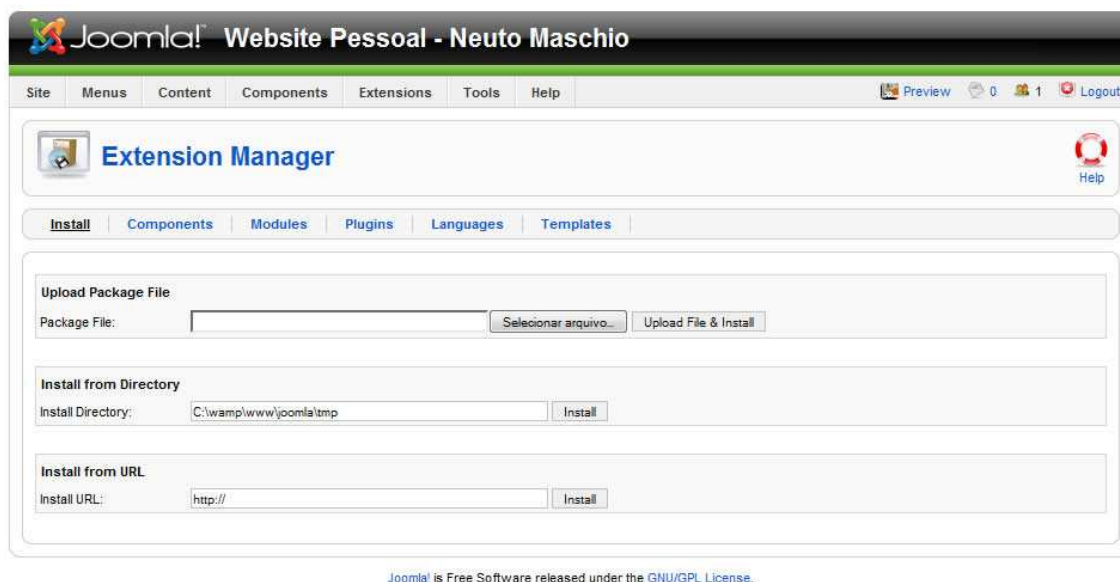 Joomla! Website Pessoal - Neuto Maschio
Site Menus Content Components Extensions Tools Help Preview 0 1 Logout
Extension Manager
Help
Install Components Modules Plugins Languages Templates
Upload Package File
Package File: Selecionar arquivo... Upload File & Install
Install from Directory
Install Directory: C:\wamp\www\joomla\tmp Install
Install from URL
Install URL: http:// Install
Joomla! is Free Software released under the GNU/GPL License.